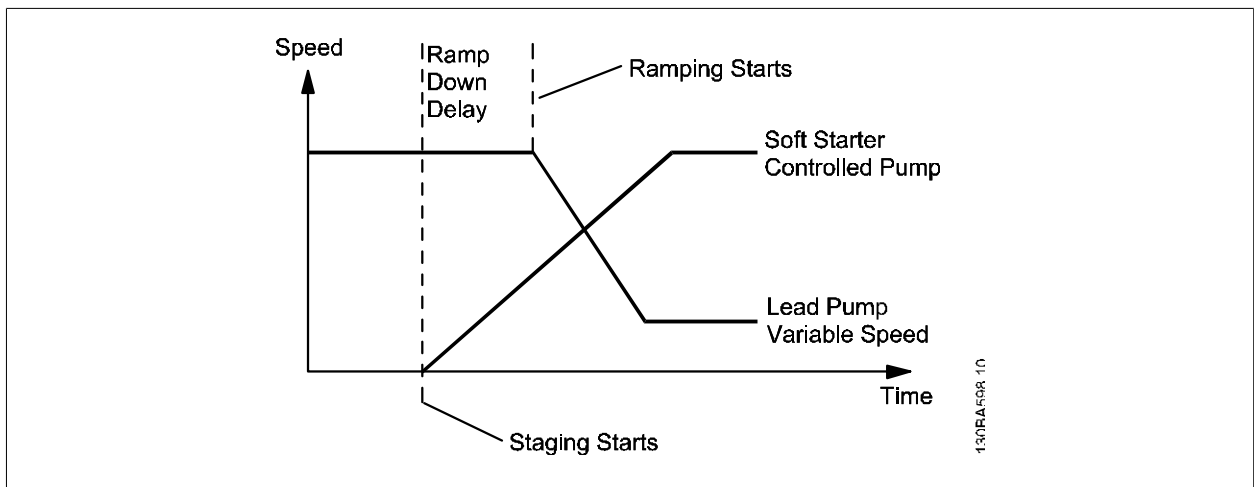 Speed
Ramp
Down
Delay
Ramping Starts
Soft Starter
Controlled Pump
Lead Pump
Variable Speed
Time
Staging Starts
130BA598.10